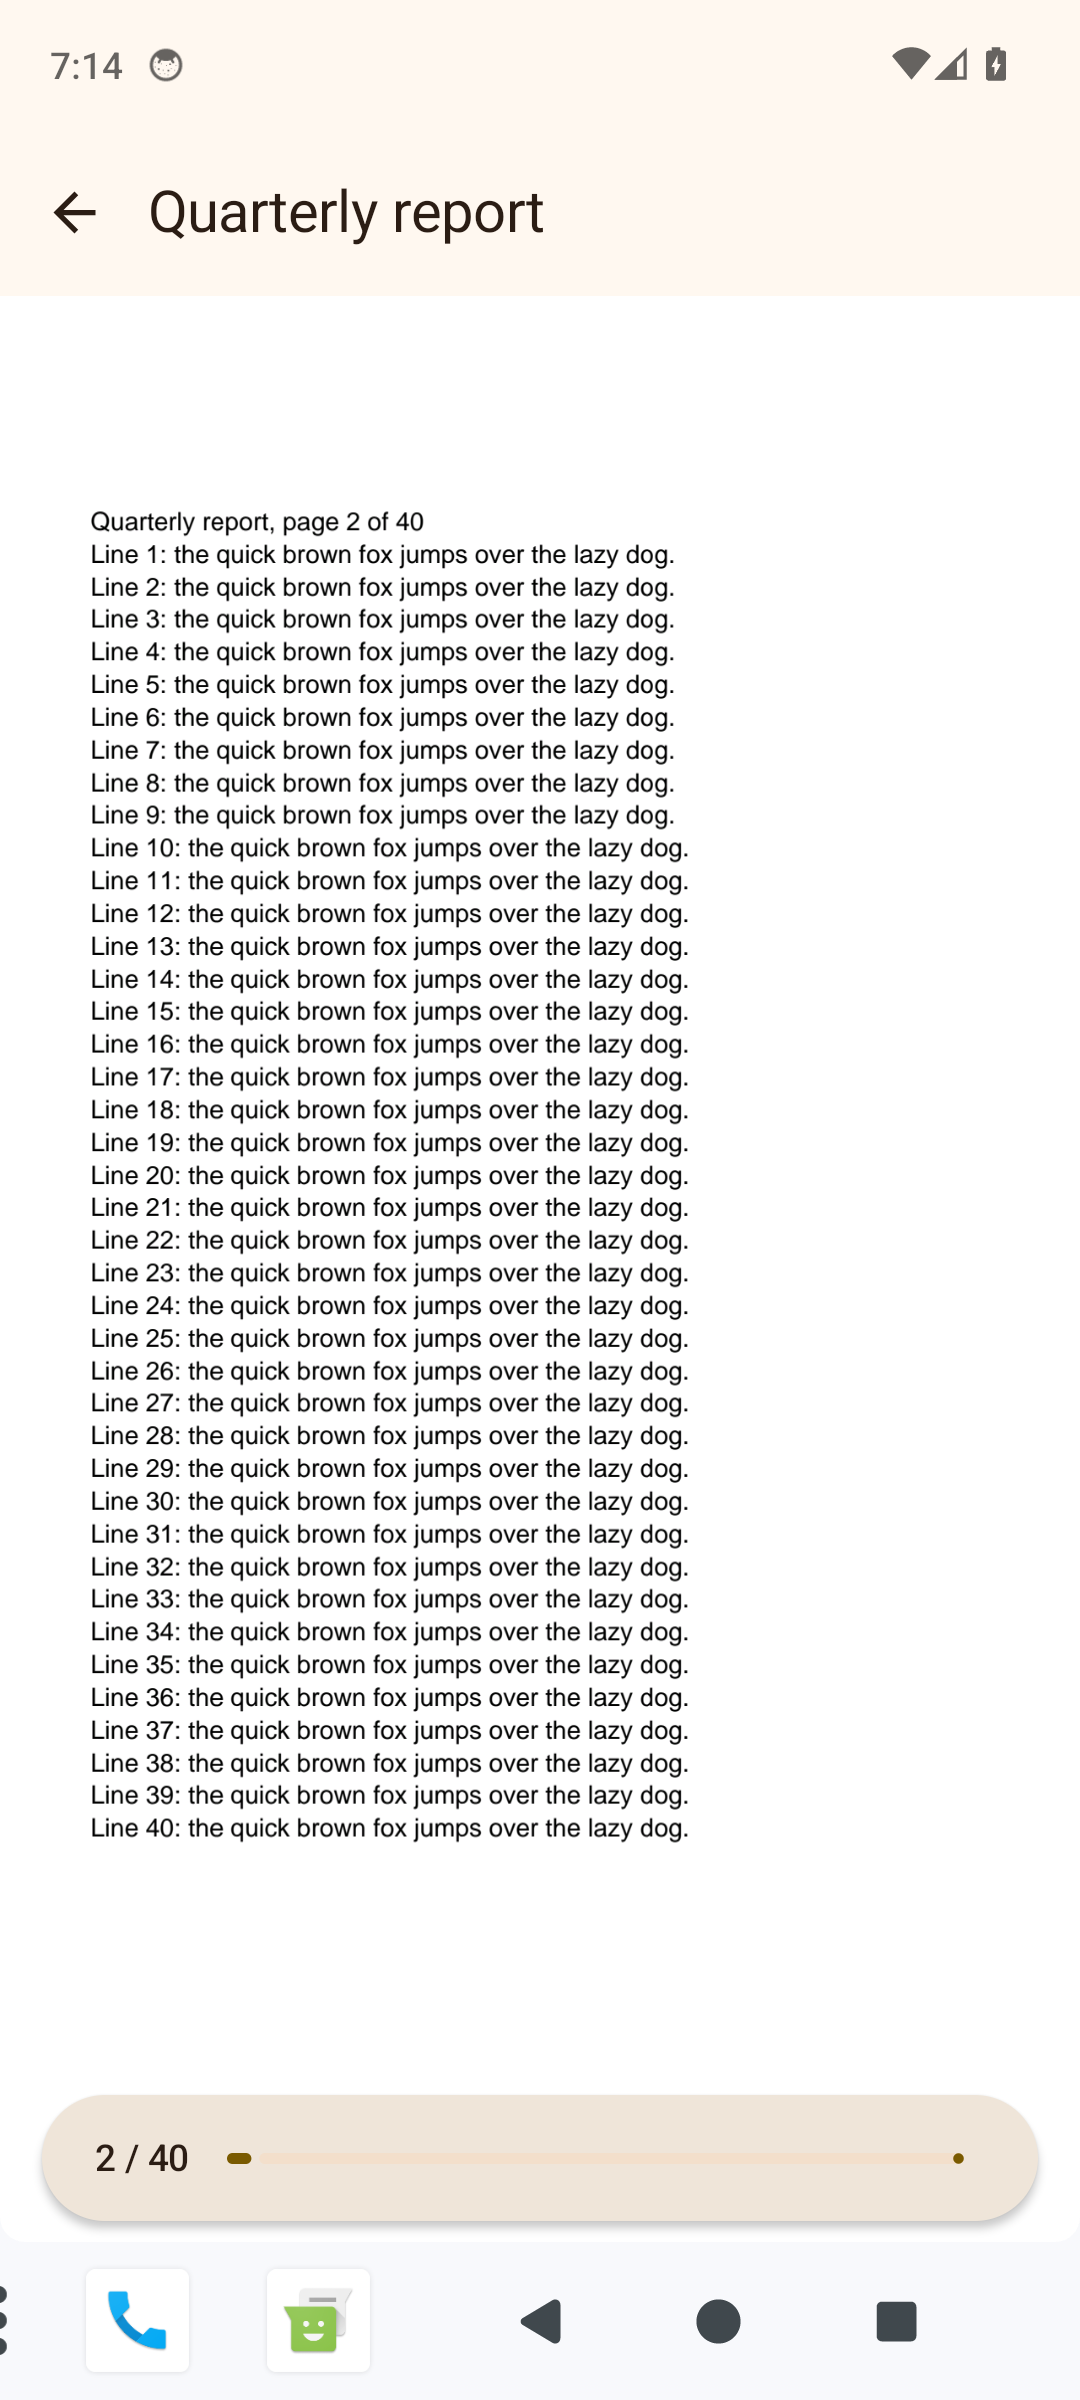 7:14
Quarterly report
Quarterly report, page 2 of 40
Line 1: the quick brown fox jumps over the lazy dog.
Line 2: the quick brown fox jumps over the lazy dog.
Line 3: the quick brown fox jumps over the lazy dog.
Line 4: the quick brown fox jumps over the lazy dog.
Line 5: the quick brown fox jumps over the lazy dog.
Line 6: the quick brown fox jumps over the lazy dog.
Line 7: the quick brown fox jumps over the lazy dog.
Line 8: the quick brown fox jumps over the lazy dog.
Line 9: the quick brown fox jumps over the lazy dog.
Line 10: the quick brown fox jumps over the lazy dog.
Line 11: the quick brown fox jumps over the lazy dog.
Line 12: the quick brown fox jumps over the lazy dog.
Line 13: the quick brown fox jumps over the lazy dog.
Line 14: the quick brown fox jumps over the lazy dog.
Line 15: the quick brown fox jumps over the lazy dog.
Line 16: the quick brown fox jumps over the lazy dog.
Line 17: the quick brown fox jumps over the lazy dog.
Line 18: the quick brown fox jumps over the lazy dog.
Line 19: the quick brown fox jumps over the lazy dog.
Line 20: the quick brown fox jumps over the lazy dog.
Line 21: the quick brown fox jumps over the lazy dog.
Line 22: the quick brown fox jumps over the lazy dog.
Line 23: the quick brown fox jumps over the lazy dog.
Line 24: the quick brown fox jumps over the lazy dog.
Line 25: the quick brown fox jumps over the lazy dog.
Line 26: the quick brown fox jumps over the lazy dog.
Line 27: the quick brown fox jumps over the lazy dog.
Line 28: the quick brown fox jumps over the lazy dog.
Line 29: the quick brown fox jumps over the lazy dog.
Line 30: the quick brown fox jumps over the lazy dog.
Line 31: the quick brown fox jumps over the lazy dog.
Line 32: the quick brown fox jumps over the lazy dog.
Line 33: the quick brown fox jumps over the lazy dog.
Line 34: the quick brown fox jumps over the lazy dog.
Line 35: the quick brown fox jumps over the lazy dog.
Line 36: the quick brown fox jumps over the lazy dog.
Line 37: the quick brown fox jumps over the lazy dog.
Line 38: the quick brown fox jumps over the lazy dog.
Line 39: the quick brown fox jumps over the lazy dog.
Line 40: the quick brown fox jumps over the lazy dog.
2 / 40